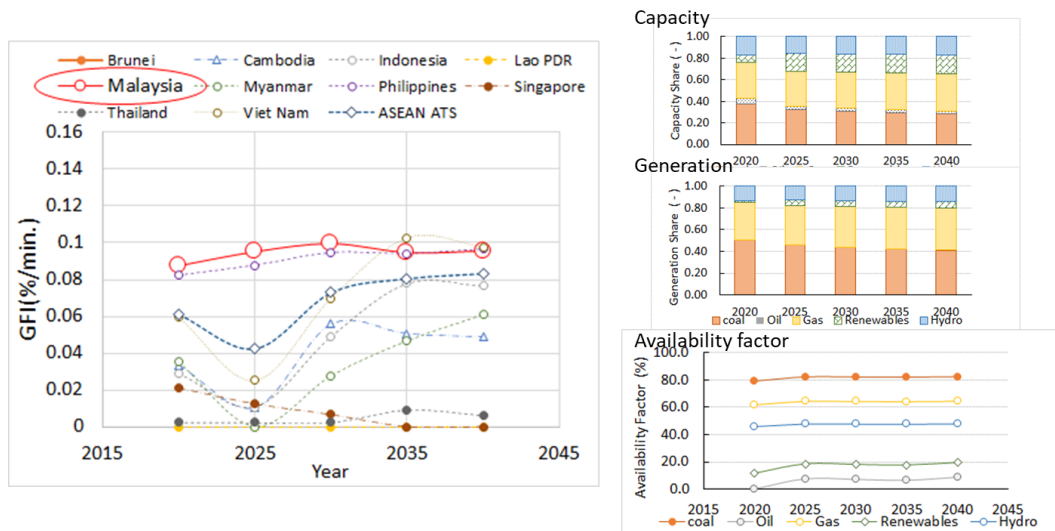 Brunei Cambodia Indonesia Lao PDR
Malaysia Myanmar Philippines Singapore
Thailand Viet Nam ASEAN ATS
GFI(%/min.)
0.16
0.14
0.12
0.1
0.08
0.06
0.04
0.02
0
2015 2025 2035 2045
Year
Capacity
Capacity Share ( - )
1.00
0.80
0.60
0.40
0.20
0.00
2020 2025 2030 2035 2040
Generation
Generation Share ( - )
1.00
0.80
0.60
0.40
0.20
0.00
2020 2025 2030 2035 2040
coal Oil Gas Renewables Hydro
Availability factor
Availability Factor (%)
100.0
80.0
60.0
40.0
20.0
0.0
2015 2020 2025 2030 2035 2040 2045
coal Oil Gas Renewables Hydro